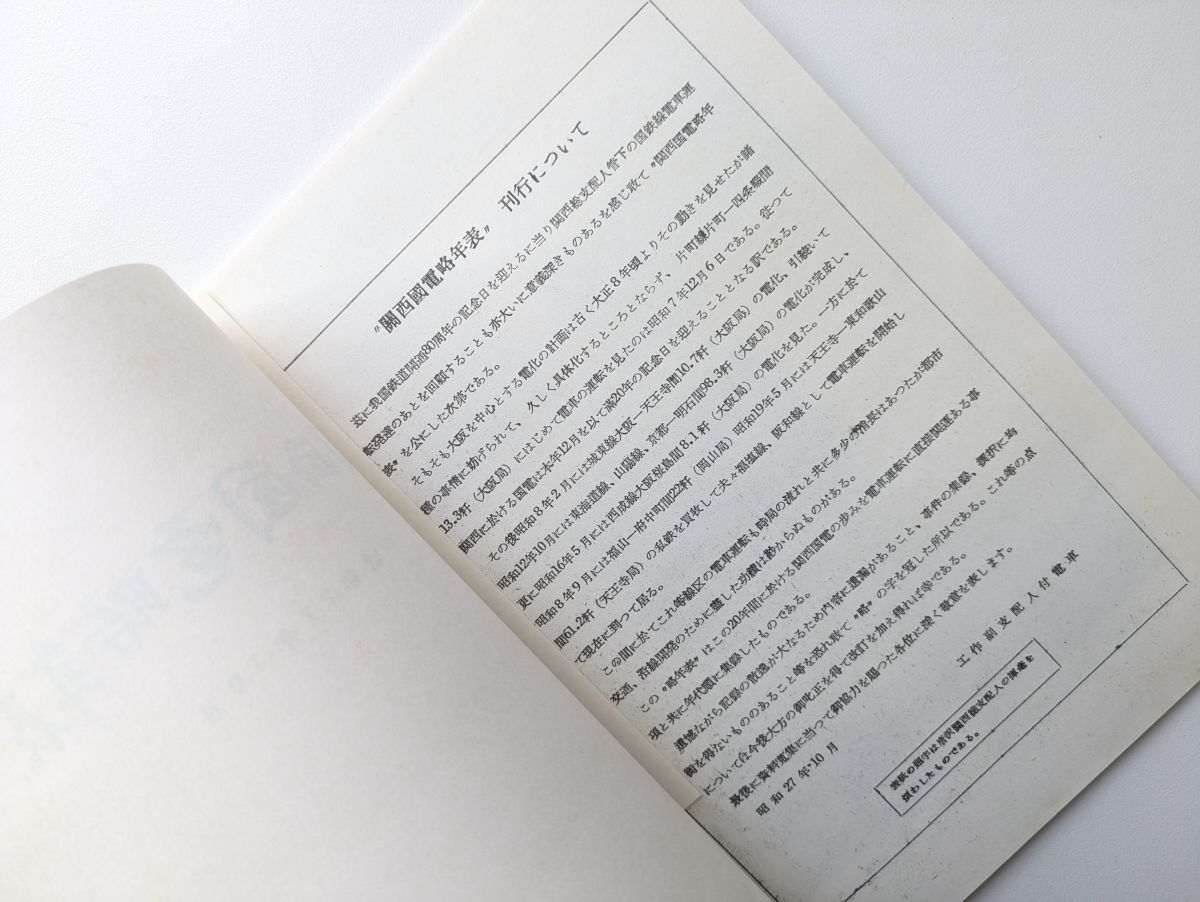 〝關西國電略年表〟 刊行について
茲に我国鉄道開通80周年の記念日を迎えるに当り関西総支配人管下の国鉄線電車運
転発達のあとを回顧することも亦大いに意義深きものあるを感じ敢て〝関西国電略年
表〟を公にした次第である。
そもそも大阪を中心とする電化の計画は古く大正8年頃よりその動きを見せたが諸
種の事情に妨げられて、久しく具体化するところとならず、片町線片町―四条畷間
13.3粁（大阪局）にはじめて電車の運転を見たのは昭和7年12月6日である。従つて
関西に於ける国電は本年12月を以て満20年の記念日を迎えることとなる訳である。
その後昭和8年2月には城東線大阪―天王寺間10.7粁（大阪局）の電化、引続いて
昭和12年10月には東海道線、山陽線、京都―明石間98.3粁（大阪局）の電化が完成し、
更に昭和16年5月には西成線大阪桜島間8.1粁（大阪局）の電化を見た。一方に於て
昭和8年9月には福山―府中町間22粁（岡山局）昭和19年5月には天王寺―東和歌山
間61.2粁（天王寺局）の私鉄を買收して夫々福塩線、阪和線として電車運転を開始し
て現在に到つて居る。
この間に於てこれ等線区の電車運転も時局の流れと共に多少の消長はあつたが都市
交通、沿線開発のために盡した功績は尠からぬものがある。
この〝略年表〟はこの20年間に於ける関西国電の歩みを電車運転に直接関連ある事
項と共に年代順に集録したものである。
遺憾ながら記録の散逸が大なるため内容に遺漏があること、事件の集録、選択に均
衡を得ないもののあること等を恐れ敢て〝略〟の字を冠した所以である。これ等の点
については今後大方の御叱正を得て改訂を加え得れば幸である。
最後に資料蒐集に当つて御協力を賜つた各位に深く敬意を表します。
昭和27年10月
工作副支配人付電車
表紙の題字は唐沢関西総支配人の揮毫を
煩わしたものである。